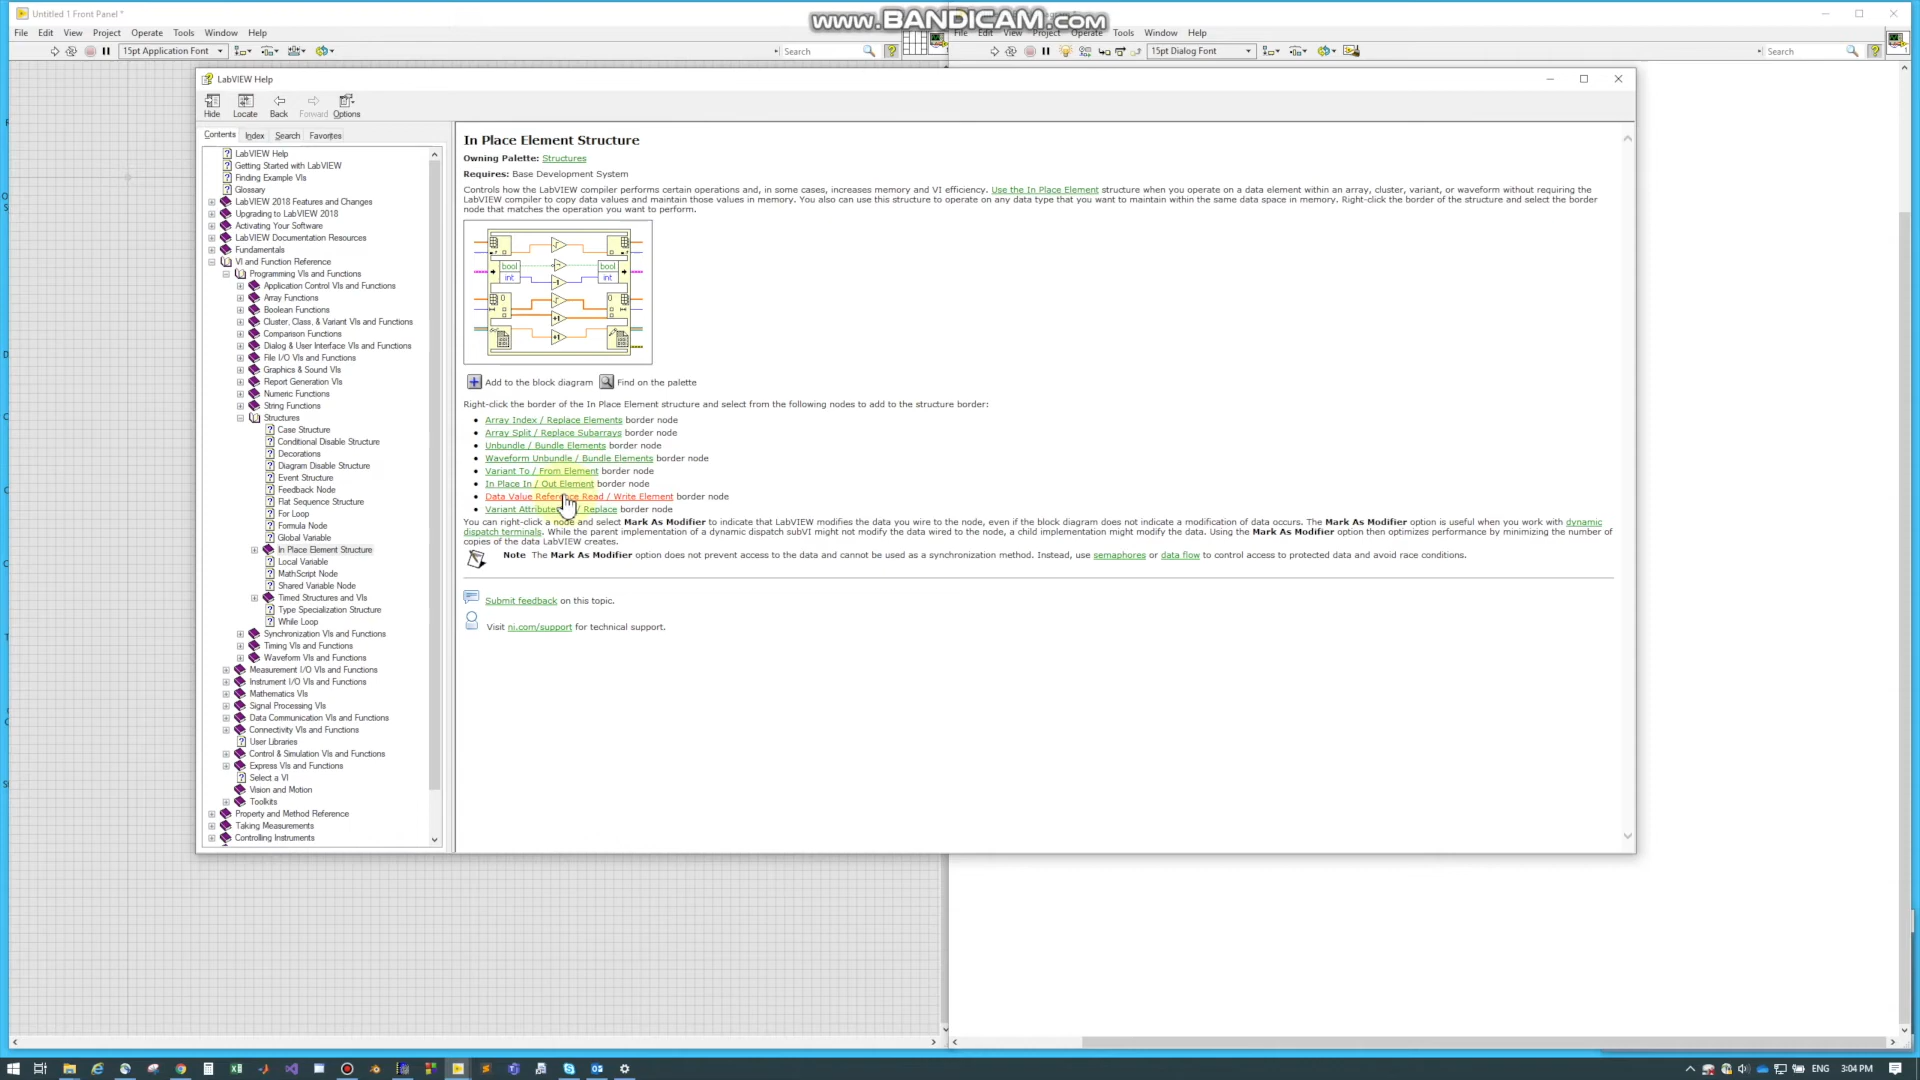 Untitled 1 Front Panel *
www.BANDICAM.com
File Edit View Project Operate Tools Window Help
File Edit View Project Operate Tools Window Help
15pt Application Font
Search
15pt Dialog Font
Search
LabVIEW Help
Hide Locate Back Forward Options
Contents Index Search Favorites
LabVIEW Help
Getting Started with LabVIEW
Finding Example VIs
Glossary
LabVIEW 2018 Features and Changes
Upgrading to LabVIEW 2018
Activating Your Software
LabVIEW Documentation Resources
Fundamentals
VI and Function Reference
Programming VIs and Functions
Application Control VIs and Functions
Array Functions
Boolean Functions
Cluster, Class, & Variant VIs and Functions
Comparison Functions
Dialog & User Interface VIs and Functions
File I/O VIs and Functions
Graphics & Sound VIs
Report Generation VIs
Numeric Functions
String Functions
Structures
Case Structure
Conditional Disable Structure
Decorations
Diagram Disable Structure
Event Structure
Feedback Node
Flat Sequence Structure
For Loop
Formula Node
Global Variable
In Place Element Structure
Local Variable
MathScript Node
Shared Variable Node
Timed Structures and VIs
Type Specialization Structure
While Loop
Synchronization VIs and Functions
Timing VIs and Functions
Waveform VIs and Functions
Measurement I/O VIs and Functions
Instrument I/O VIs and Functions
Mathematics VIs
Signal Processing VIs
Data Communication VIs and Functions
Connectivity VIs and Functions
User Libraries
Control & Simulation VIs and Functions
Express VIs and Functions
Select a VI
Vision and Motion
Toolkits
Property and Method Reference
Taking Measurements
Controlling Instruments
In Place Element Structure
Owning Palette: Structures
Requires: Base Development System
Controls how the LabVIEW compiler performs certain operations and, in some cases, increases memory and VI efficiency. Use the In Place Element structure when you operate on a data element within an array, cluster, variant, or waveform without requiring the
LabVIEW compiler to copy data values and maintain those values in memory. You also can use this structure to operate on any data type that you want to maintain within the same data space in memory. Right-click the border of the structure and select the border
node that matches the operation you want to perform.
bool bool
int int
Add to the block diagram Find on the palette
Right-click the border of the In Place Element structure and select from the following nodes to add to the structure border:
Array Index / Replace Elements border node
Array Split / Replace Subarrays border node
Unbundle / Bundle Elements border node
Waveform Unbundle / Bundle Elements border node
Variant To / From Element border node
In Place In / Out Element border node
Data Value Reference Read / Write Element border node
Variant Attribute / Replace border node
You can right-click a node and select Mark As Modifier to indicate that LabVIEW modifies the data you wire to the node, even if the block diagram does not indicate a modification of data occurs. The Mark As Modifier option is useful when you work with dynamic
dispatch terminals. While the parent implementation of a dynamic dispatch subVI might not modify the data wired to the node, a child implementation might modify the data. Using the Mark As Modifier option then optimizes performance by minimizing the number of
copies of the data LabVIEW creates.
Note The Mark As Modifier option does not prevent access to the data and cannot be used as a synchronization method. Instead, use semaphores or data flow to control access to protected data and avoid race conditions.
Submit feedback on this topic.
Visit ni.com/support for technical support.
ENG 3:04 PM